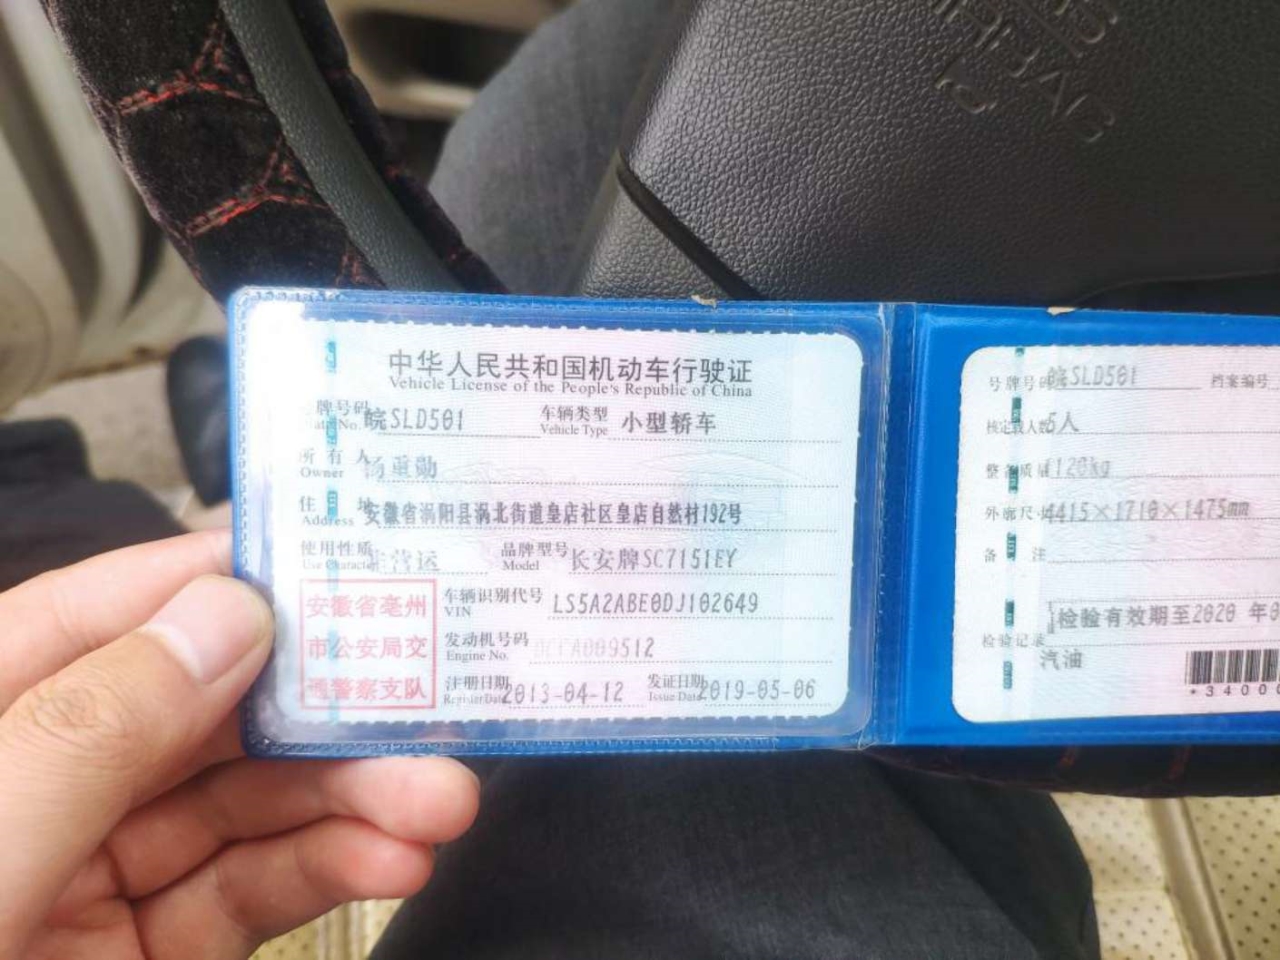 SRS
AIRBAG
中华人民共和国机动车行驶证
Vehicle License of the People's Republic of China
牌号码 皖SLD501 车辆类型 小型轿车
Vehicle Type
所有人
Owner
住址 安徽省涡阳县涡北街道皇店社区皇店自然村192号
Address
使用性质 非营运 品牌型号 长安牌SC7151EY
Use Character Model
车辆识别代号 LS5A2ABE0DJ102649
VIN
发动机号码
Engine No.
注册日期 2013-04-12 发证日期 2019-05-06
Register Date Issue Date
安徽省亳州
市公安局交
通警察支队
号牌号码 皖SLD501 档案编号
核定载人数 5人
整备质量 1120kg
外廓尺寸 4415×1710×1475mm
备注
检验有效期至2020 年0
检验记录
汽油
*3400